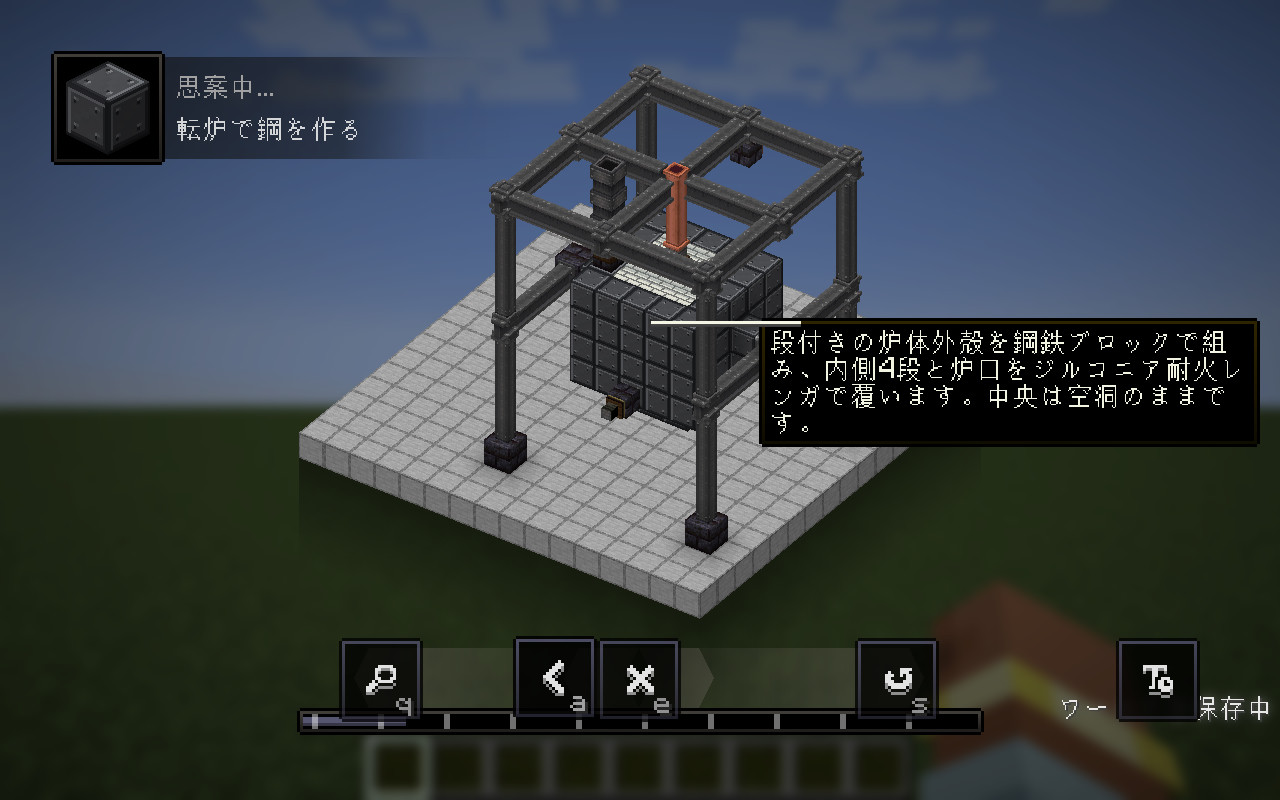 思案中...
転炉で鋼を作る
段付きの炉体外殻を鋼鉄ブロックで組
み、内側4段と炉口をジルコニア耐火レ
ンガで覆います。中央は空洞のままで
す。
q
a
e
s
Tc
ワー
保存中